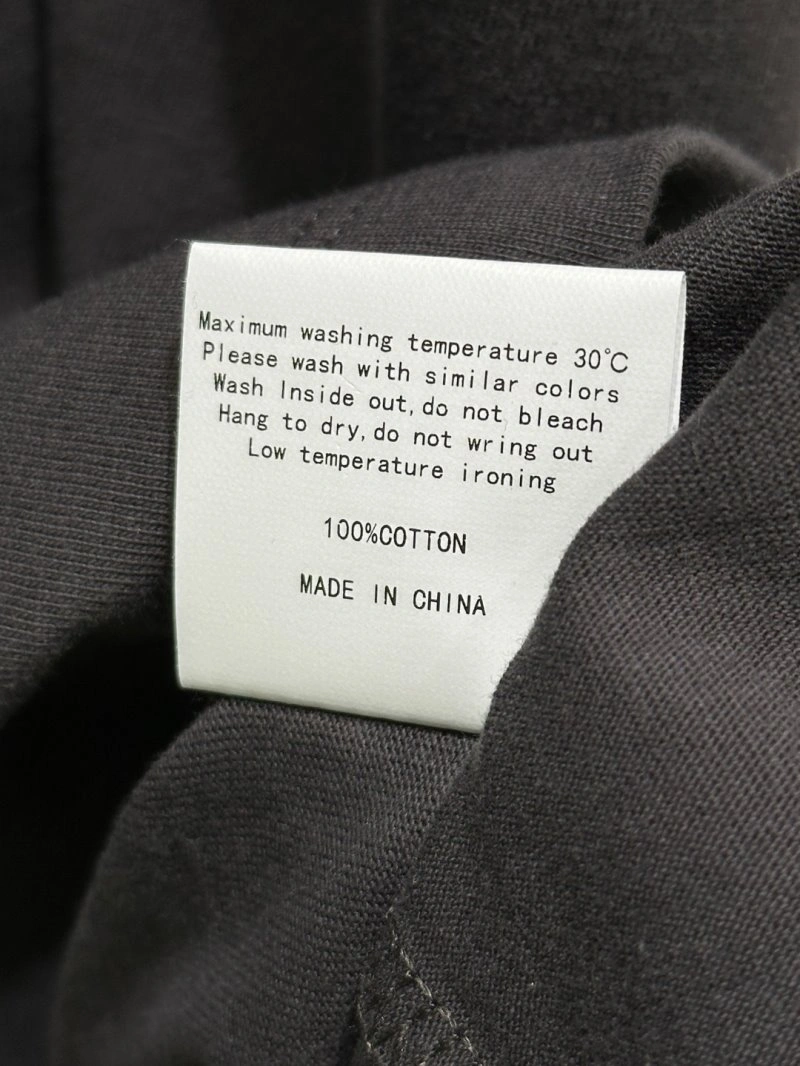 Maximum washing temperature 30℃
Please wash with similar colors
Wash Inside out,do not bleach
Hang to dry,do not wring out
Low temperature ironing
100%COTTON
MADE IN CHINA